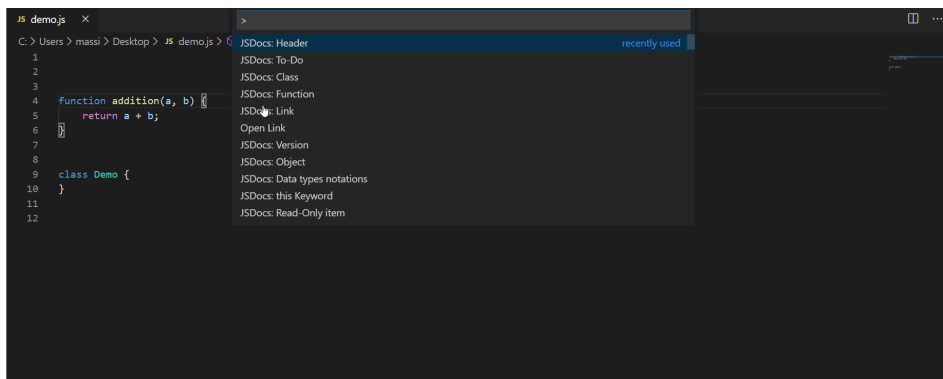 JS demo.js ×
C: > Users > massi > Desktop > JS demo.js >
>
JSDocs: Header recently used
JSDocs: To-Do
JSDocs: Class
JSDocs: Function
JSDocs: Link
Open Link
JSDocs: Version
JSDocs: Object
JSDocs: Data types notations
JSDocs: this Keyword
JSDocs: Read-Only item
1
2
3
4 function addition(a, b) {
5 return a + b;
6 }
7
8
9 class Demo {
10 }
11
12